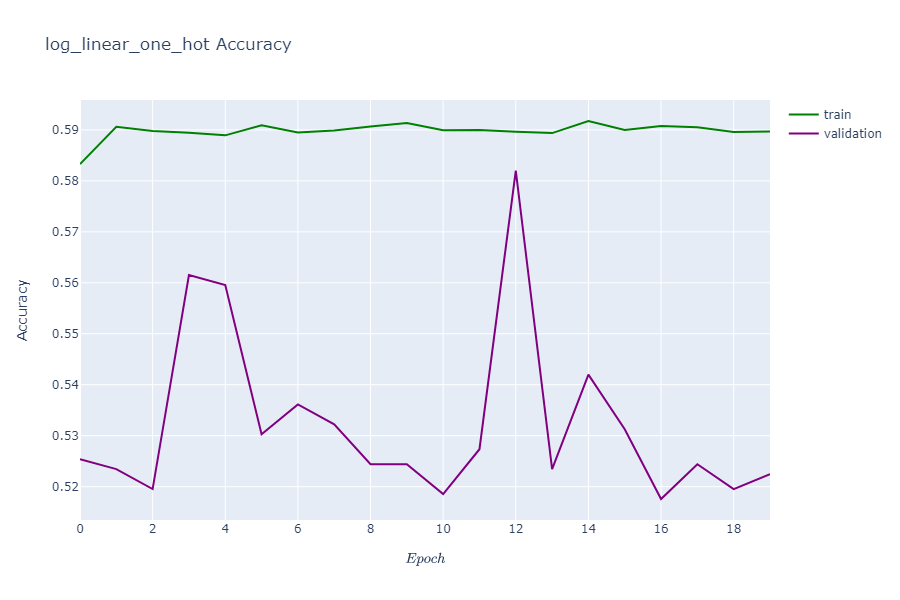 log_linear_one_hot Accuracy
train
validation
Accuracy
0.59
0.58
0.57
0.56
0.55
0.54
0.53
0.52
0 2 4 6 8 10 12 14 16 18
Epoch